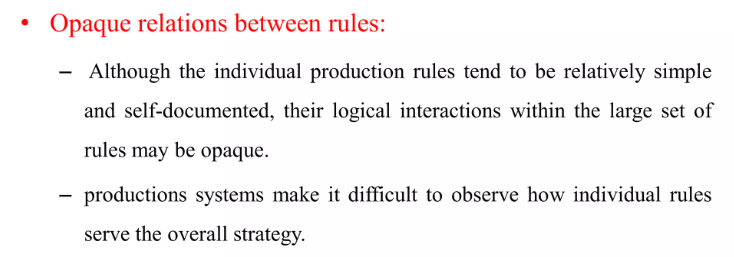 • Opaque relations between rules:
– Although the individual production rules tend to be relatively simple
and self-documented, their logical interactions within the large set of
rules may be opaque.
– productions systems make it difficult to observe how individual rules
serve the overall strategy.